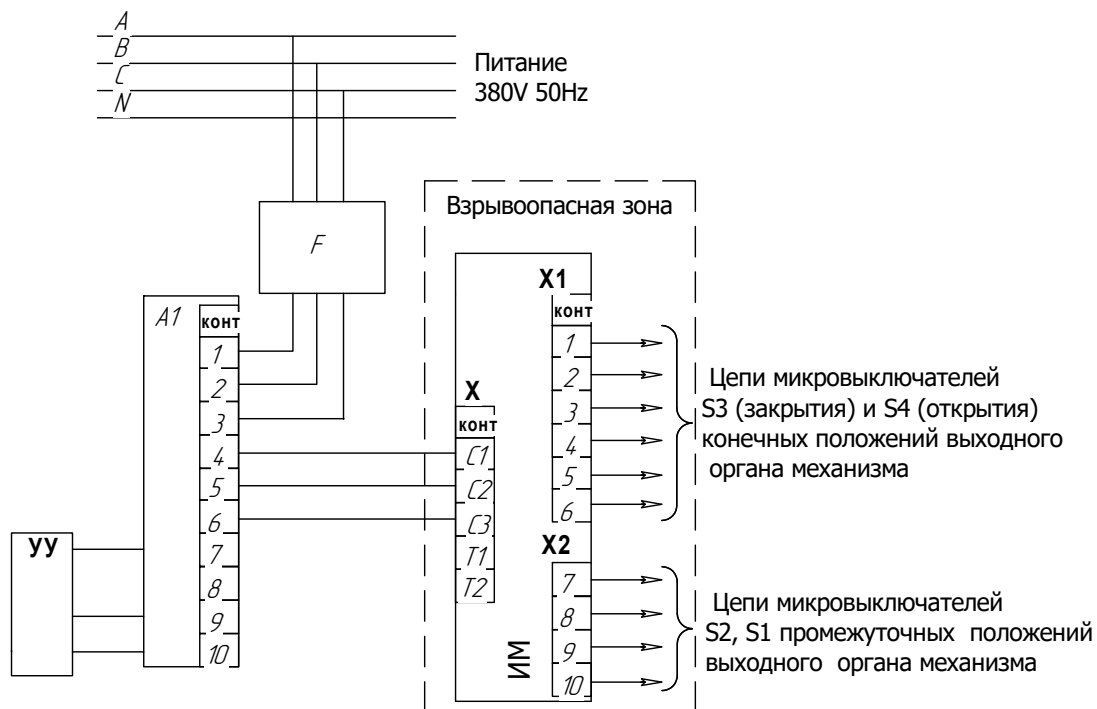 A
B
C
N
Питание
380V 50Hz
Взрывоопасная зона
F
A1
конт
1
2
3
4
5
6
7
8
9
10
УУ
X
конт
C1
C2
C3
T1
T2
ИМ
X1
конт
1
2
3
4
5
6
X2
7
8
9
10
Цепи микровыключателей
S3 (закрытия) и S4 (открытия)
конечных положений выходного
органа механизма
Цепи микровыключателей
S2, S1 промежуточных положений
выходного органа механизма